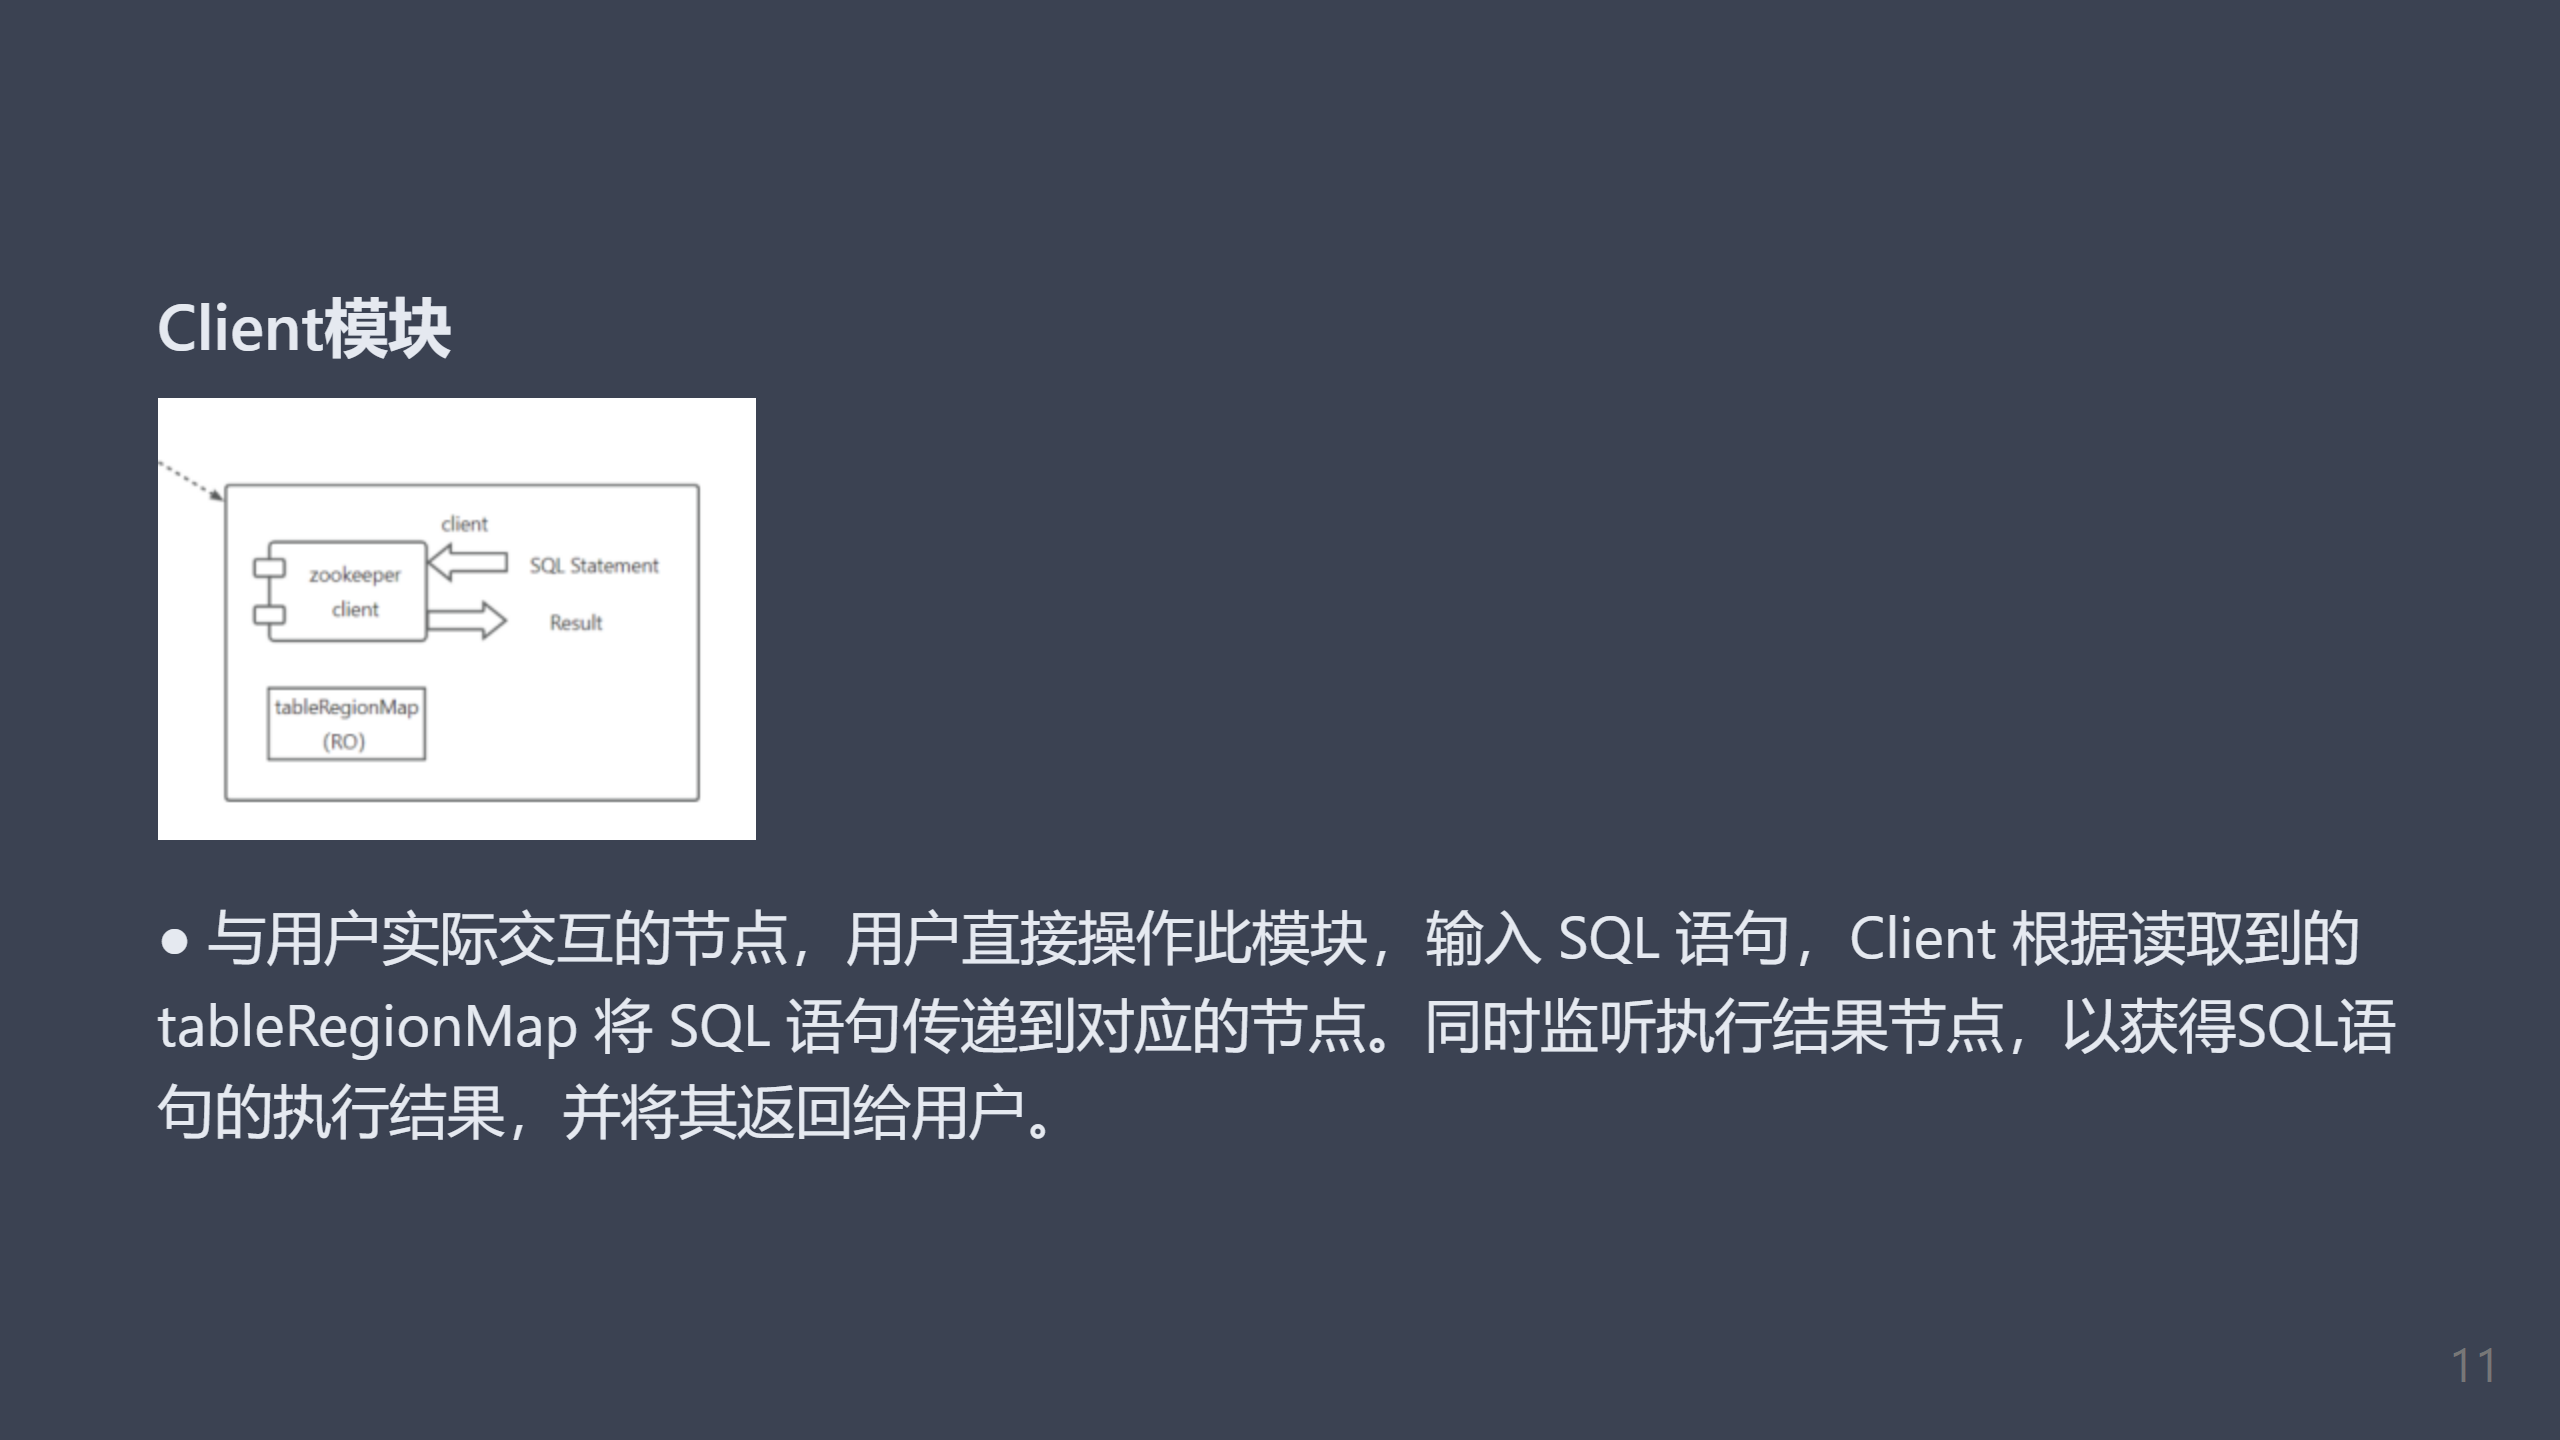 Client模块
client
zookeeper
client
SQL Statement
Result
tableRegionMap
(RO)
● 与用户实际交互的节点，用户直接操作此模块，输入 SQL 语句，Client 根据读取到的
tableRegionMap 将 SQL 语句传递到对应的节点。同时监听执行结果节点，以获得SQL语
句的执行结果，并将其返回给用户。
11